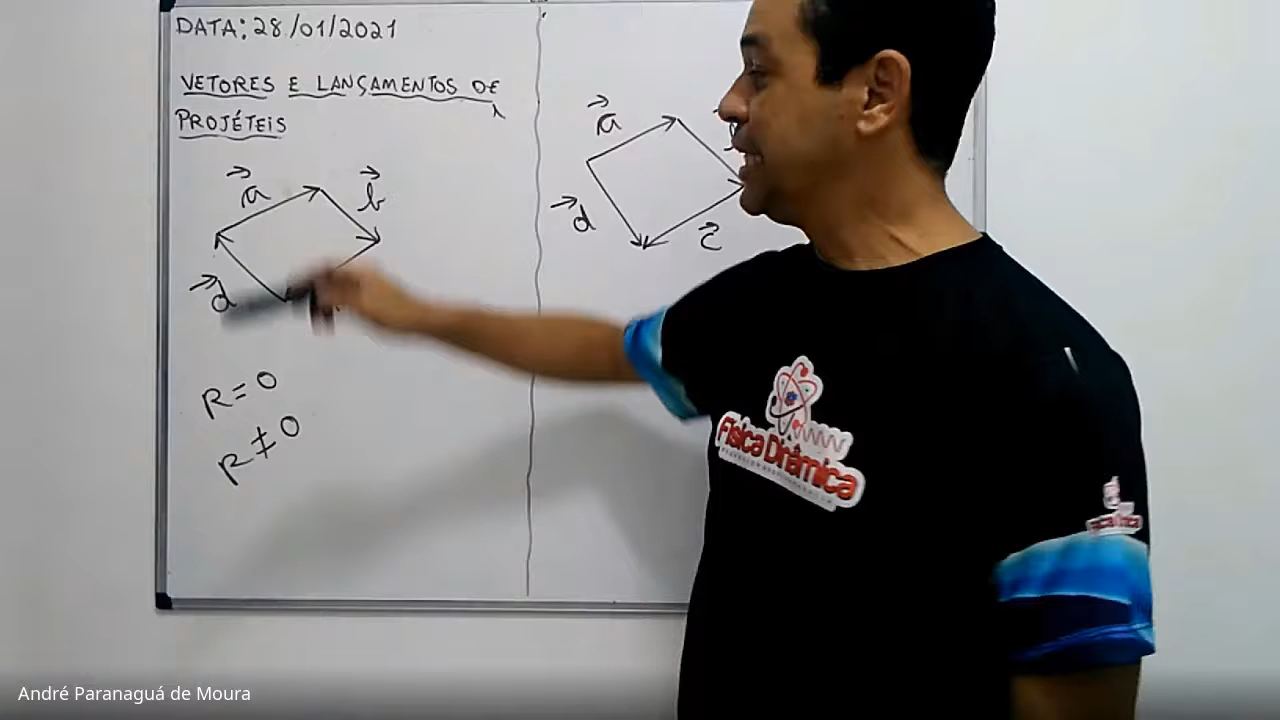 DATA: 28/01/2021
VETORES E LANÇAMENTOS DE
PROJÉTEIS
a
b
d
R = 0
R ≠ 0
a
d
c
Física Dinâmica
André Paranaguá de Moura